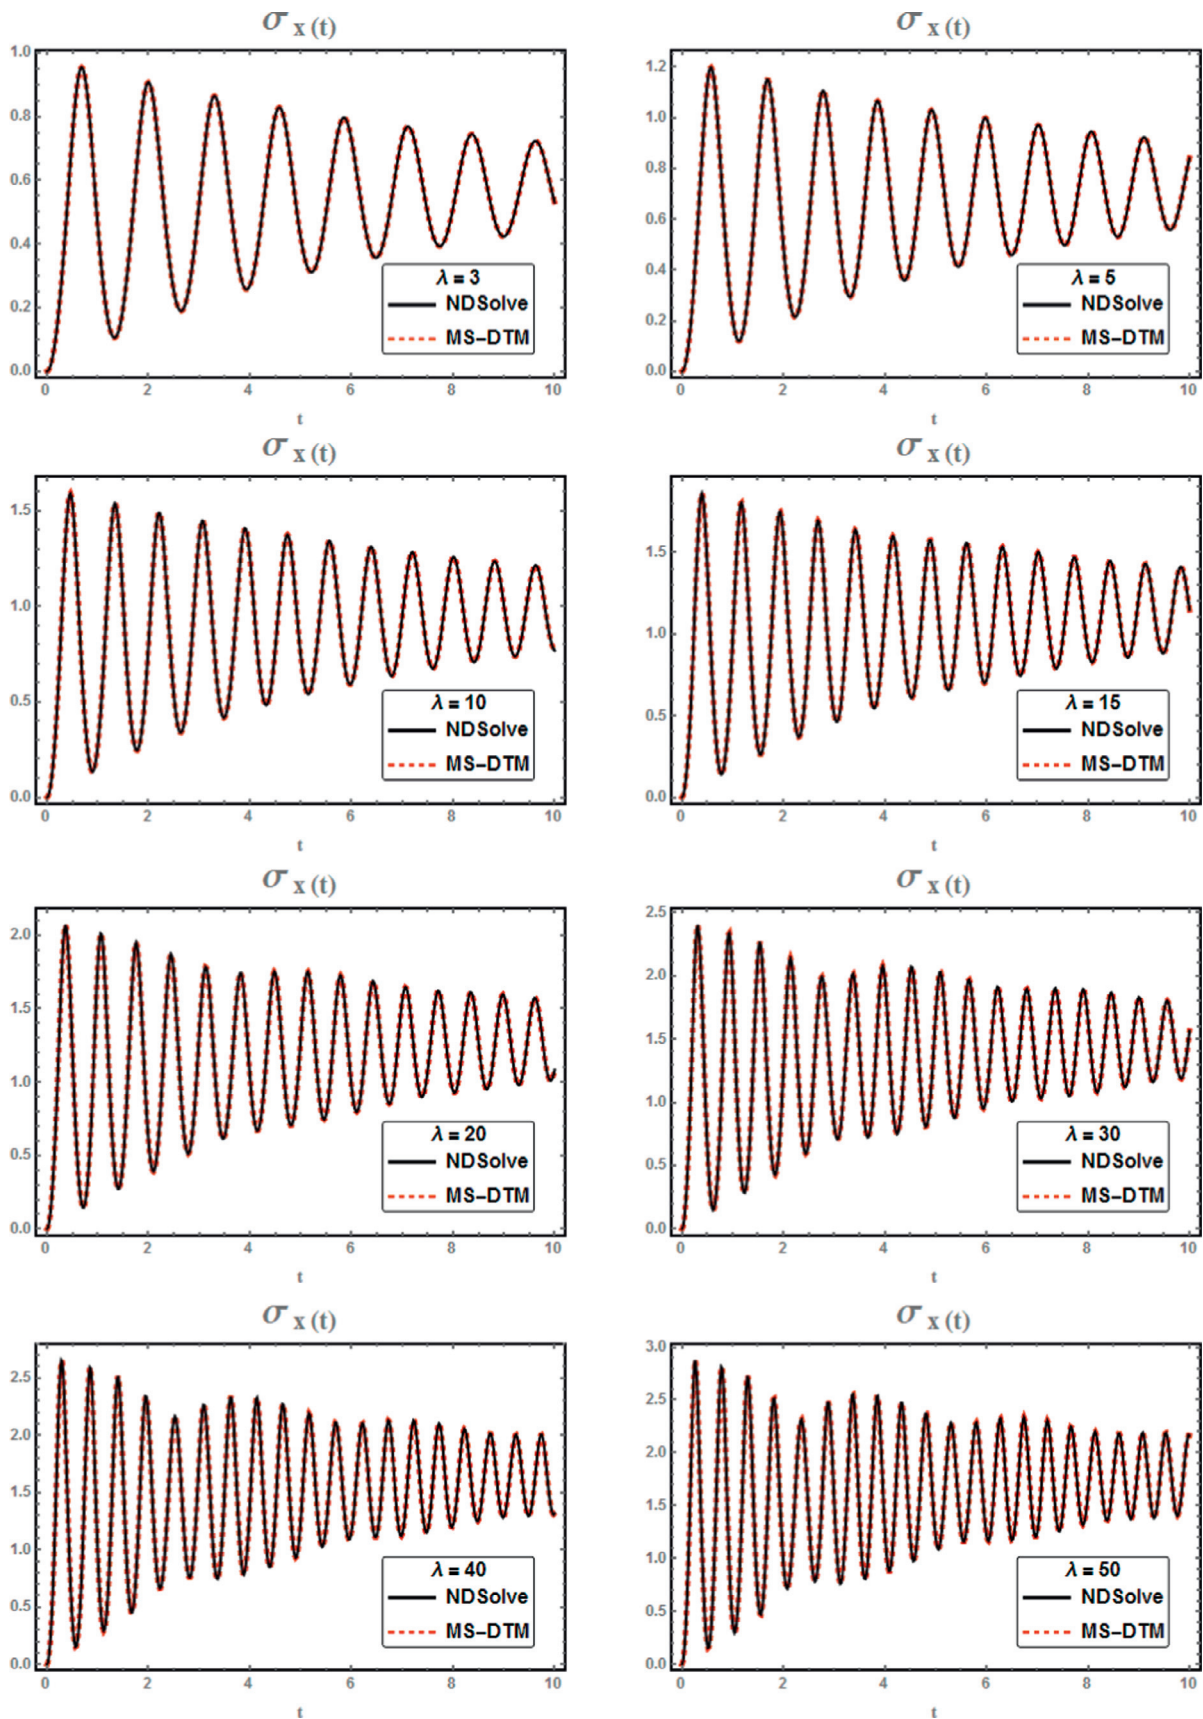 σ x (t)
1.0
0.8
0.6
0.4
0.2
0.0
λ = 3
NDSolve
MS-DTM
0 2 4 6 8 10
t
σ x (t)
1.2
1.0
0.8
0.6
0.4
0.2
0.0
λ = 5
NDSolve
MS-DTM
0 2 4 6 8 10
t
σ x (t)
1.5
1.0
0.5
0.0
λ = 10
NDSolve
MS-DTM
0 2 4 6 8 10
t
σ x (t)
1.5
1.0
0.5
0.0
λ = 15
NDSolve
MS-DTM
0 2 4 6 8 10
t
σ x (t)
2.0
1.5
1.0
0.5
0.0
λ = 20
NDSolve
MS-DTM
0 2 4 6 8 10
t
σ x (t)
2.5
2.0
1.5
1.0
0.5
0.0
λ = 30
NDSolve
MS-DTM
0 2 4 6 8 10
t
σ x (t)
2.5
2.0
1.5
1.0
0.5
0.0
λ = 40
NDSolve
MS-DTM
0 2 4 6 8 10
t
σ x (t)
3.0
2.5
2.0
1.5
1.0
0.5
0.0
λ = 50
NDSolve
MS-DTM
0 2 4 6 8 10
t